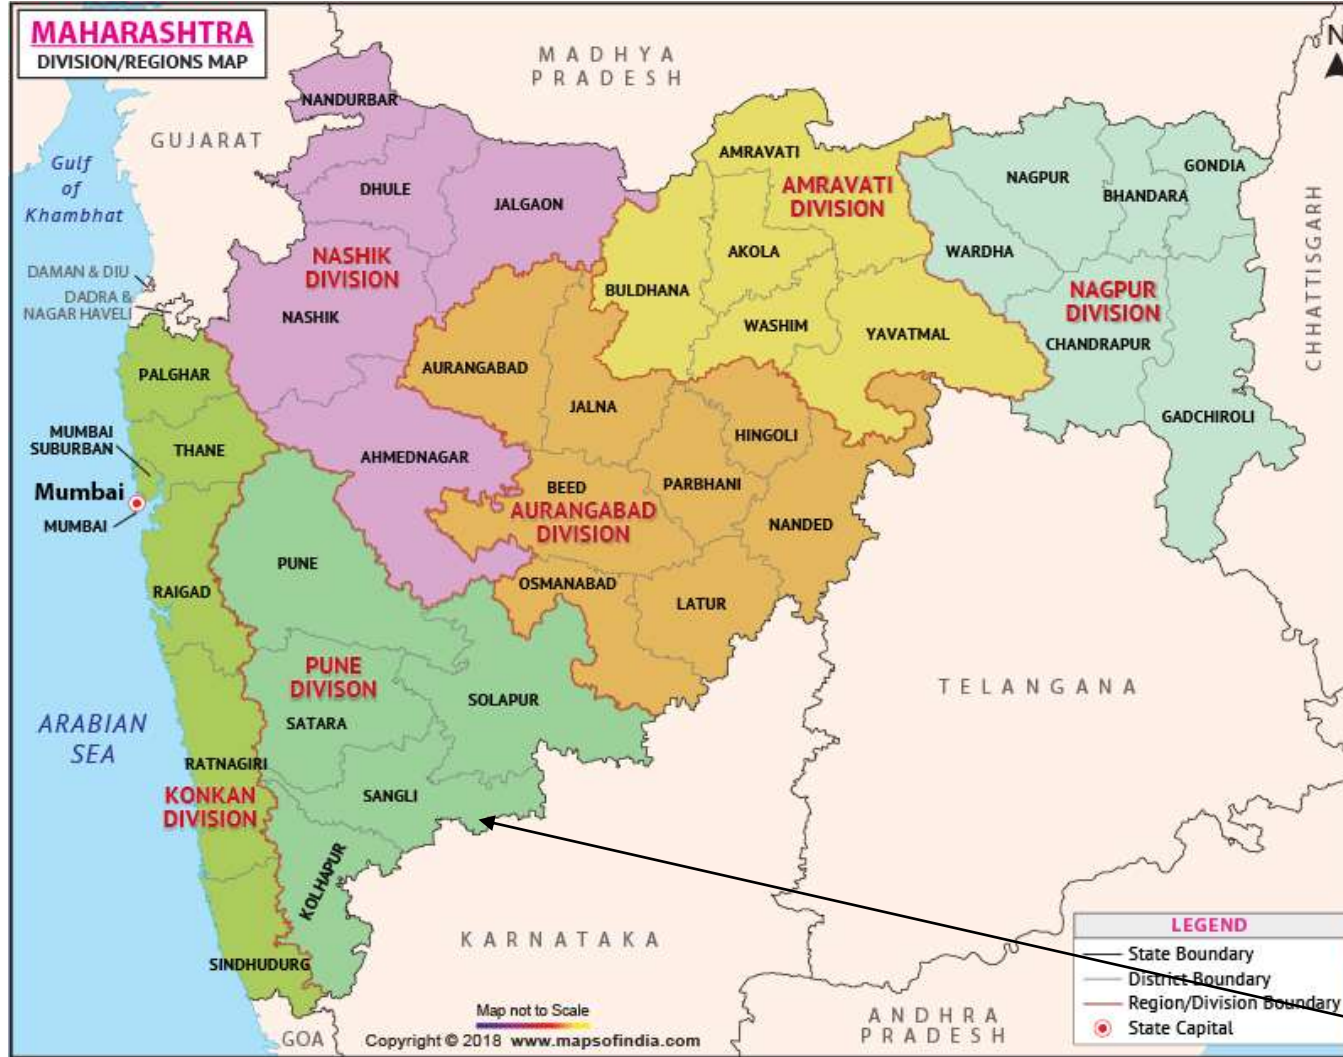 MAHARASHTRA
DIVISION/REGIONS MAP
N
MADHYA
PRADESH
GUJARAT
Gulf
of
Khambhat
DAMAN & DIU
DADRA &
NAGAR HAVELI
CHHATTISGARH
NANDURBAR
DHULE
JALGAON
NASHIK
DIVISION
NASHIK
AHMEDNAGAR
AMRAVATI
AMRAVATI
DIVISION
AKOLA
BULDHANA
WASHIM
YAVATMAL
NAGPUR
BHANDARA
GONDIA
WARDHA
NAGPUR
DIVISION
CHANDRAPUR
GADCHIROLI
AURANGABAD
JALNA
HINGOLI
PARBHANI
BEED
AURANGABAD
DIVISION
NANDED
OSMANABAD
LATUR
PALGHAR
THANE
MUMBAI
SUBURBAN
Mumbai
MUMBAI
RAIGAD
PUNE
PUNE
DIVISON
SATARA
SOLAPUR
SANGLI
KOLHAPUR
RATNAGIRI
KONKAN
DIVISION
SINDHUDURG
ARABIAN
SEA
TELANGANA
KARNATAKA
GOA
ANDHRA
PRADESH
Map not to Scale
Copyright © 2018 www.mapsofindia.com
LEGEND
State Boundary
District Boundary
Region/Division Boundary
State Capital